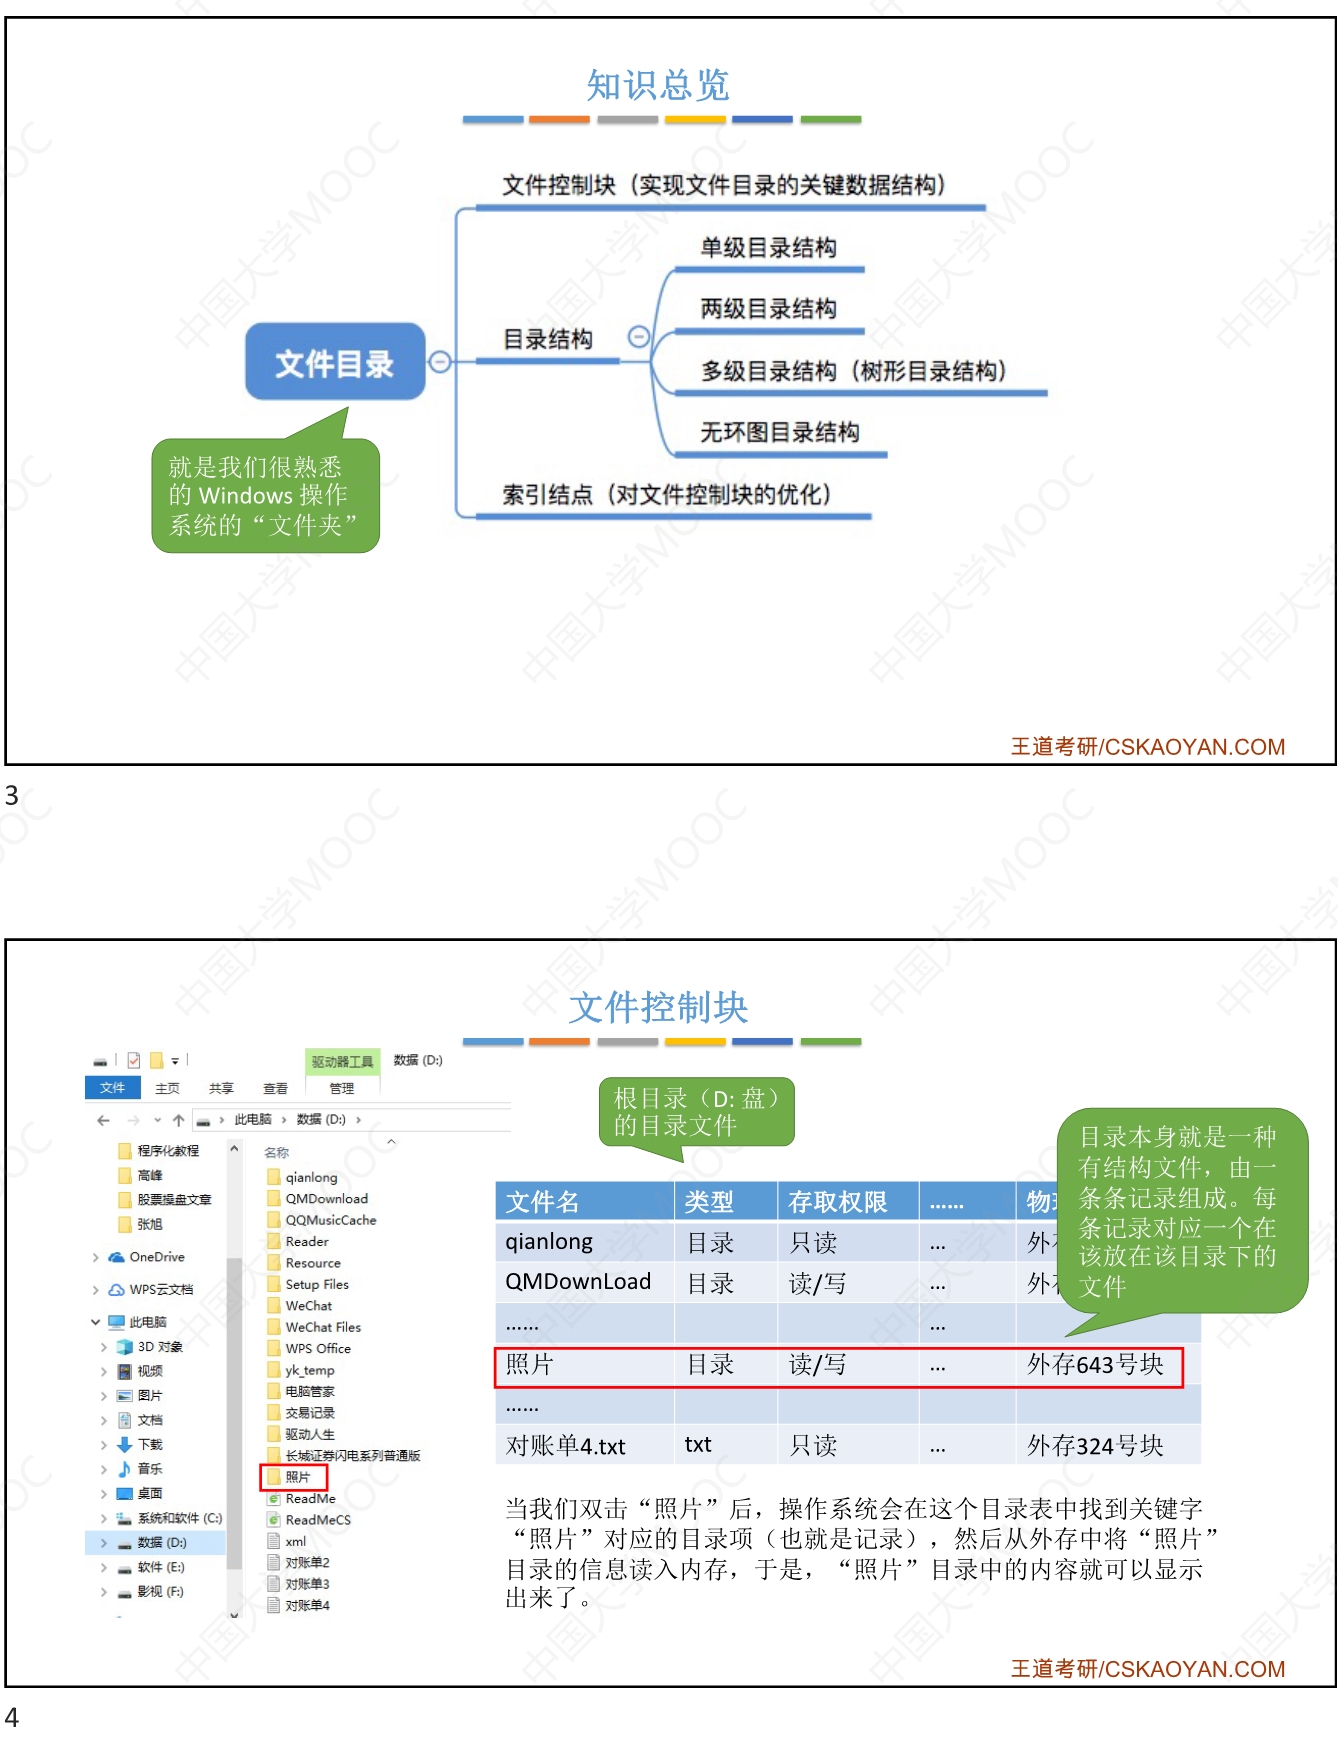 知识总览
文件控制块（实现文件目录的关键数据结构）
单级目录结构
两级目录结构
目录结构
多级目录结构（树形目录结构）
文件目录
无环图目录结构
索引结点（对文件控制块的优化）
就是我们很熟悉
的 Windows 操作
系统的“文件夹”
王道考研/CSKAOYAN.COM
3
文件控制块
驱动器工具 数据 (D:)
文件 主页 共享 查看 管理
此电脑 › 数据 (D:) ›
程序化教程
高峰
股票操盘文章
张旭
OneDrive
WPS云文档
此电脑
3D 对象
视频
图片
文档
下载
音乐
桌面
系统和软件 (C:)
数据 (D:)
软件 (E:)
影视 (F:)
名称
qianlong
QMDownload
QQMusicCache
Reader
Resource
Setup Files
WeChat
WeChat Files
WPS Office
yk_temp
电脑管家
交易记录
驱动人生
长城证券闪电系列普通版
照片
ReadMe
ReadMeCS
xml
对账单2
对账单3
对账单4
根目录（D: 盘）
的目录文件
目录本身就是一种
有结构文件，由一
条条记录组成。每
条记录对应一个在
该放在该目录下的
文件
文件名 类型 存取权限 ……
qianlong 目录 只读 … 外
QMDownLoad 目录 读/写 … 外
…… …
照片 目录 读/写 … 外存643号块
……
对账单4.txt txt 只读 … 外存324号块
当我们双击“照片”后，操作系统会在这个目录表中找到关键字
“照片”对应的目录项（也就是记录），然后从外存中将“照片”
目录的信息读入内存，于是，“照片”目录中的内容就可以显示
出来了。
王道考研/CSKAOYAN.COM
4
中国大学MOOC